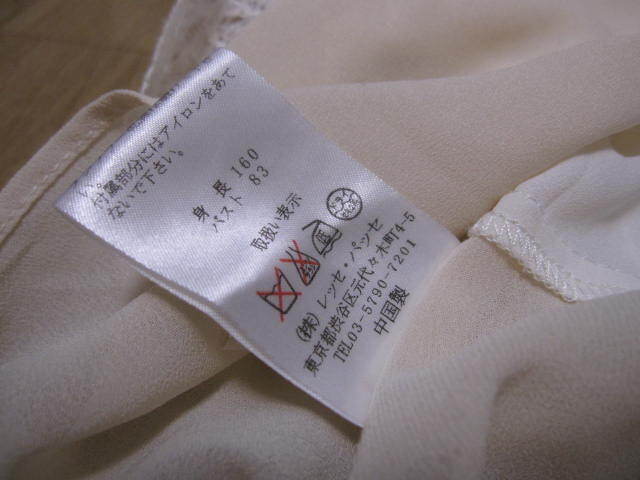 い。
付属部分にはアイロンをあて
ないで下さい。
身 長 160
バスト 83
取扱い表示
(株) レッセ・パッセ
東京都渋谷区元代々木町4-5
TEL03-5790-7201
中国製